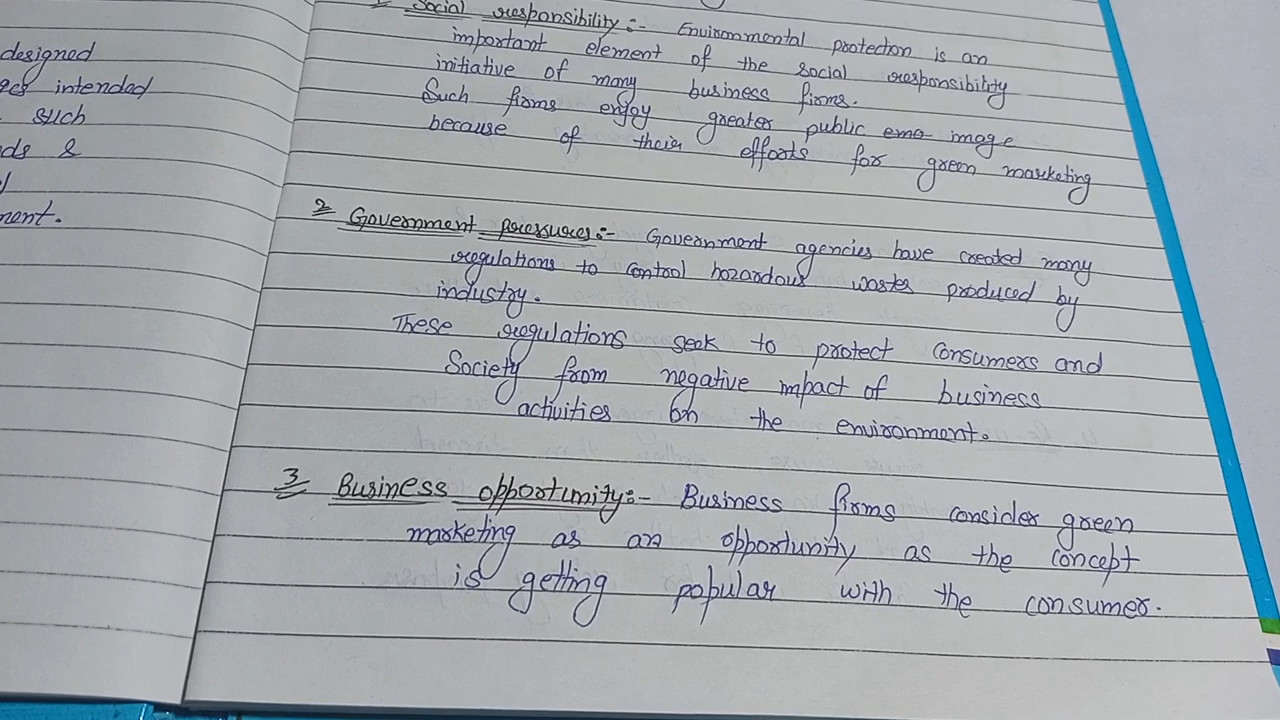 designed
intended
such
&
Social responsibility:- Environmental protection is an
important element of the social responsibility
initiative of many business firms.
Such firms enjoy greater public ema image
because of their efforts for green marketing
2 Government pressures:- Government agencies have created many
regulations to control hazardous wastes produced by
industry.
These regulations seek to protect consumers and
Society from negative impact of business
activities on the environment.
3 Business opportunity:- Business firms consider green
marketing as an opportunity as the concept
is getting popular with the consumer.